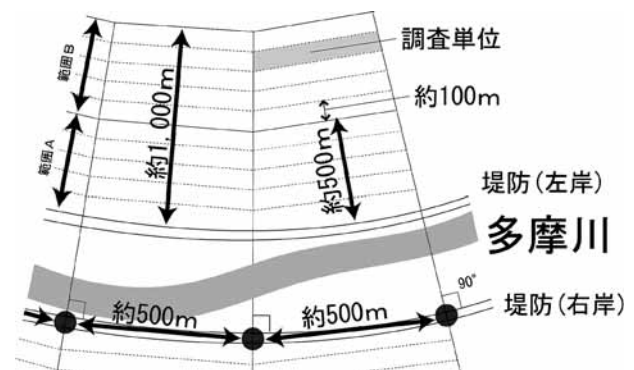 調査単位
約100m
範囲B
範囲A
約1,000m
約500m
堤防(左岸)
多摩川
90°
約500m
約500m
堤防(右岸)